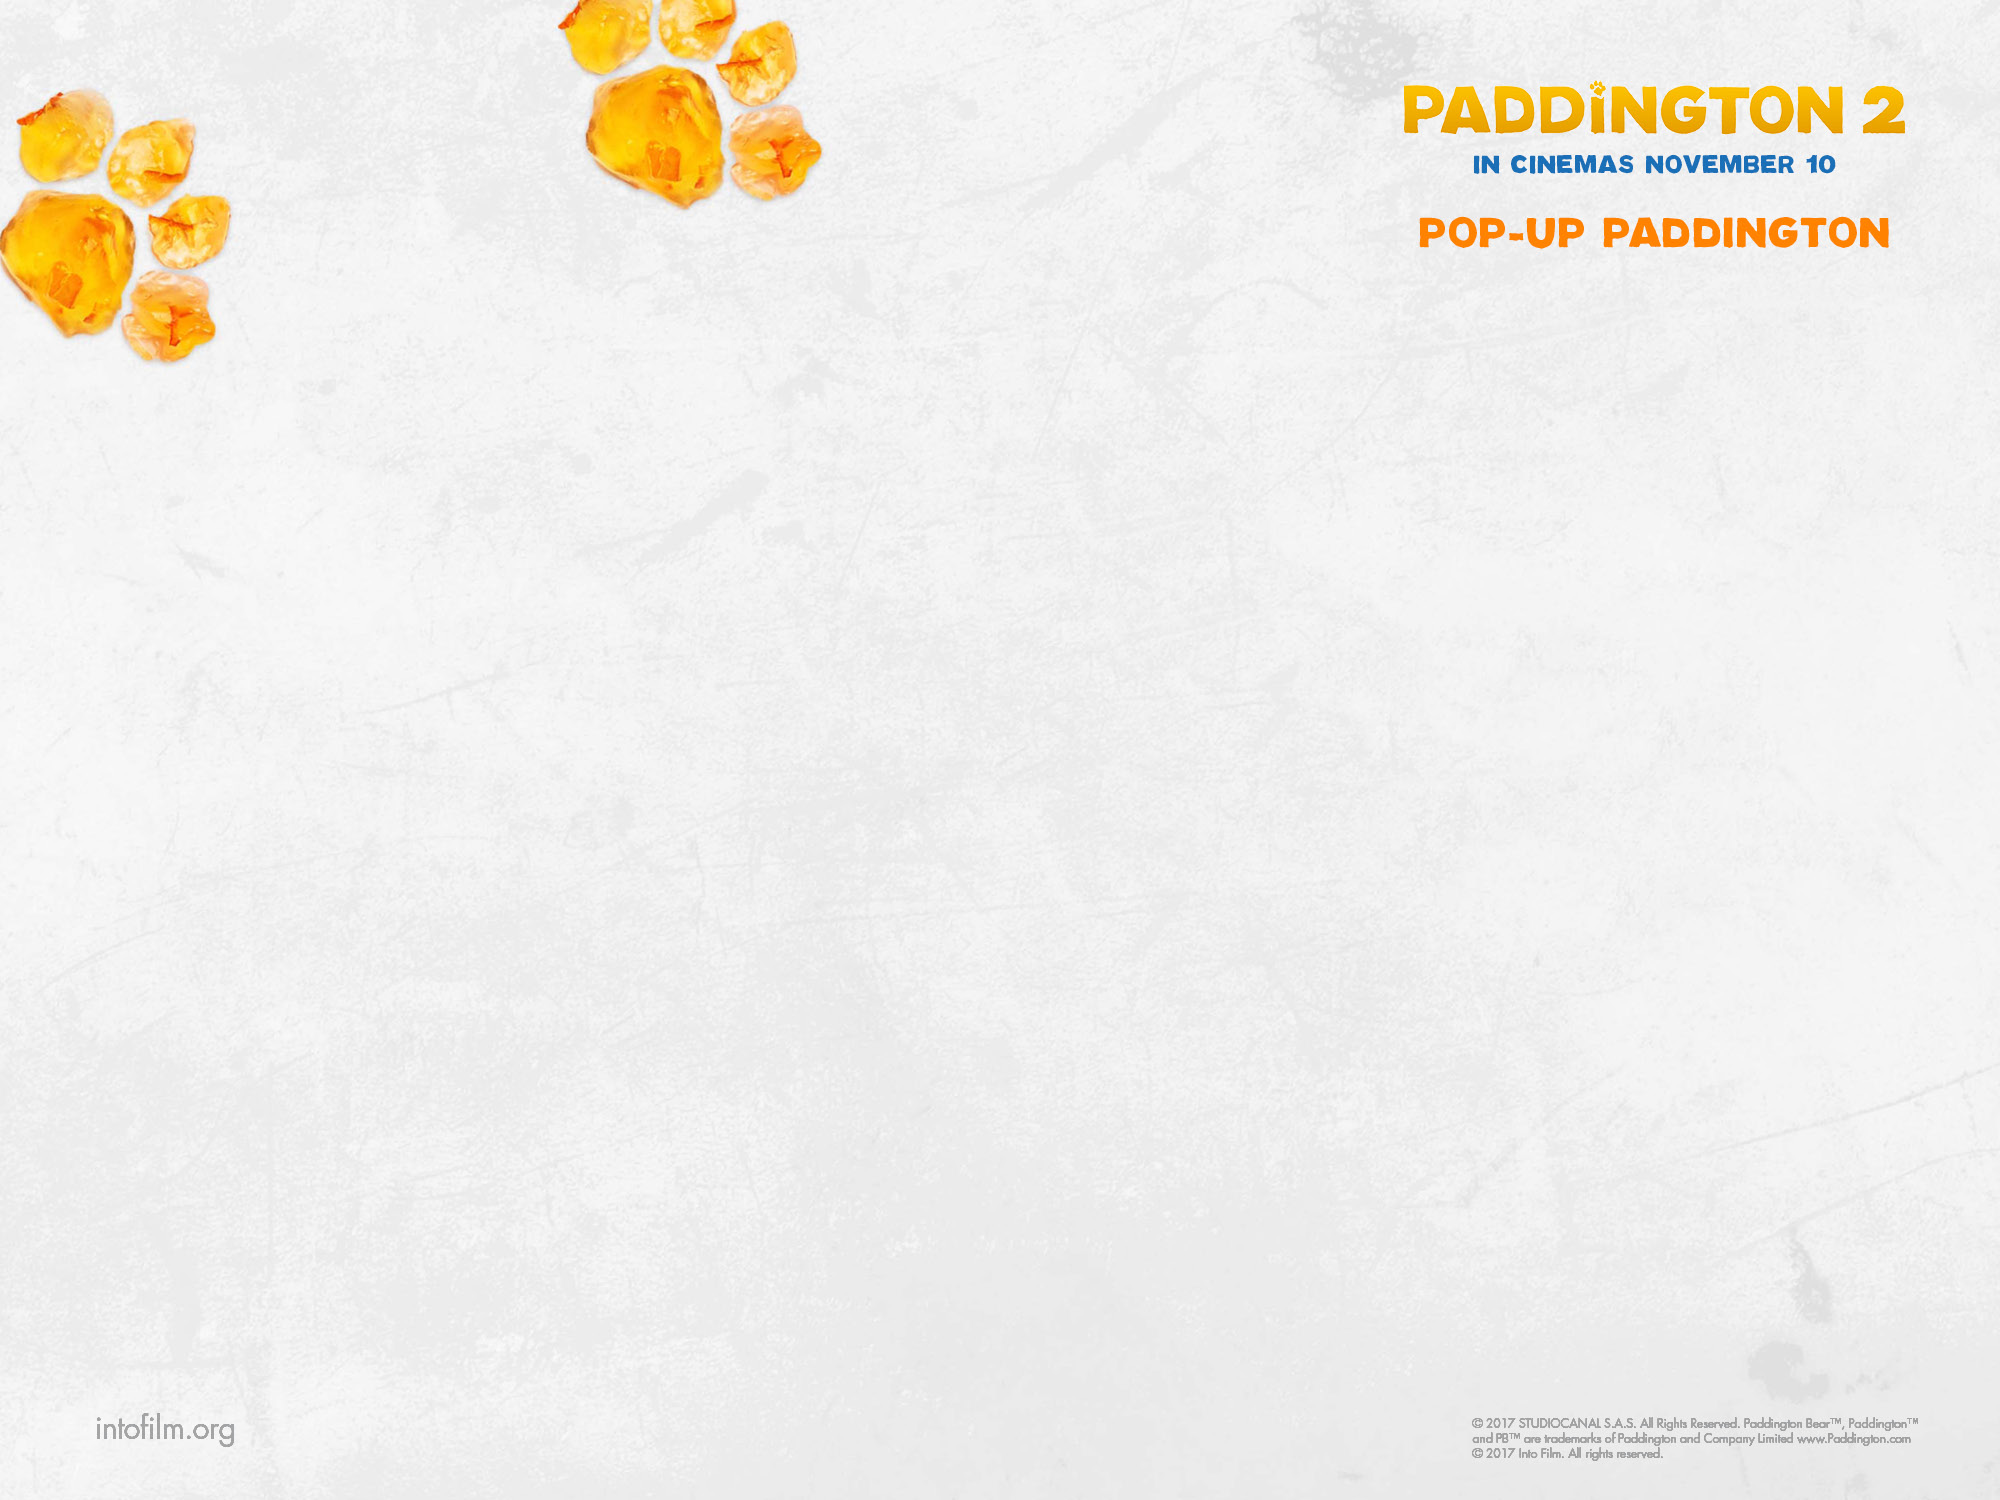 PADDINGTON 2
IN CINEMAS NOVEMBER 10
POP-UP PADDINGTON
intofilm.org
© 2017 STUDIOCANAL S.A.S. All Rights Reserved. Paddington Bear™, Paddington™
and PB™ are trademarks of Paddington and Company Limited www.Paddington.com
© 2017 Into Film. All rights reserved.